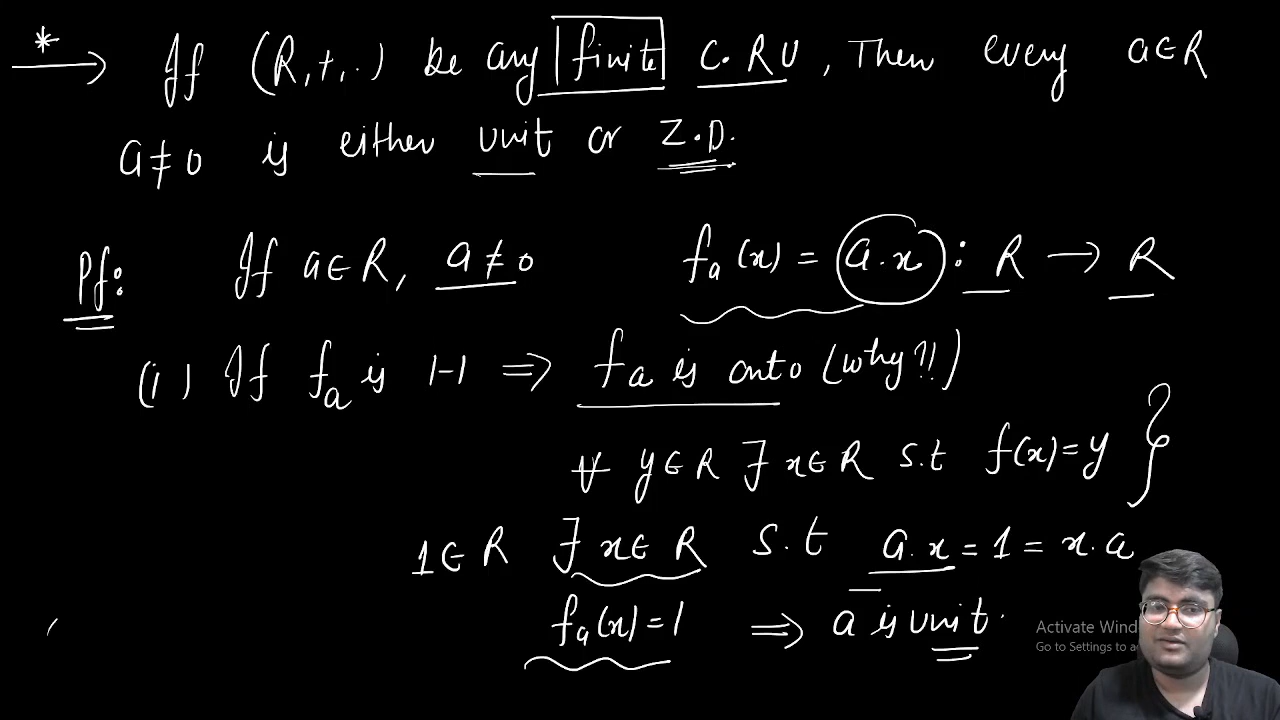 * → If (R,+,.) be any finite C.RU, Then every a∈R
a≠0 is either unit or Z.D.
Pf: If a∈R, a≠0 fₐ(x) = a.x : R → R
(i) If fₐ is 1-1 ⇒ fₐ is onto (why?!)
∀ y∈R ∃ x∈R s.t f(x)=y }
1∈R ∃ x∈R s.t a.x = 1 = x.a
fₐ(x)=1 ⇒ a is unit.
Activate Wind
Go to Settings to a